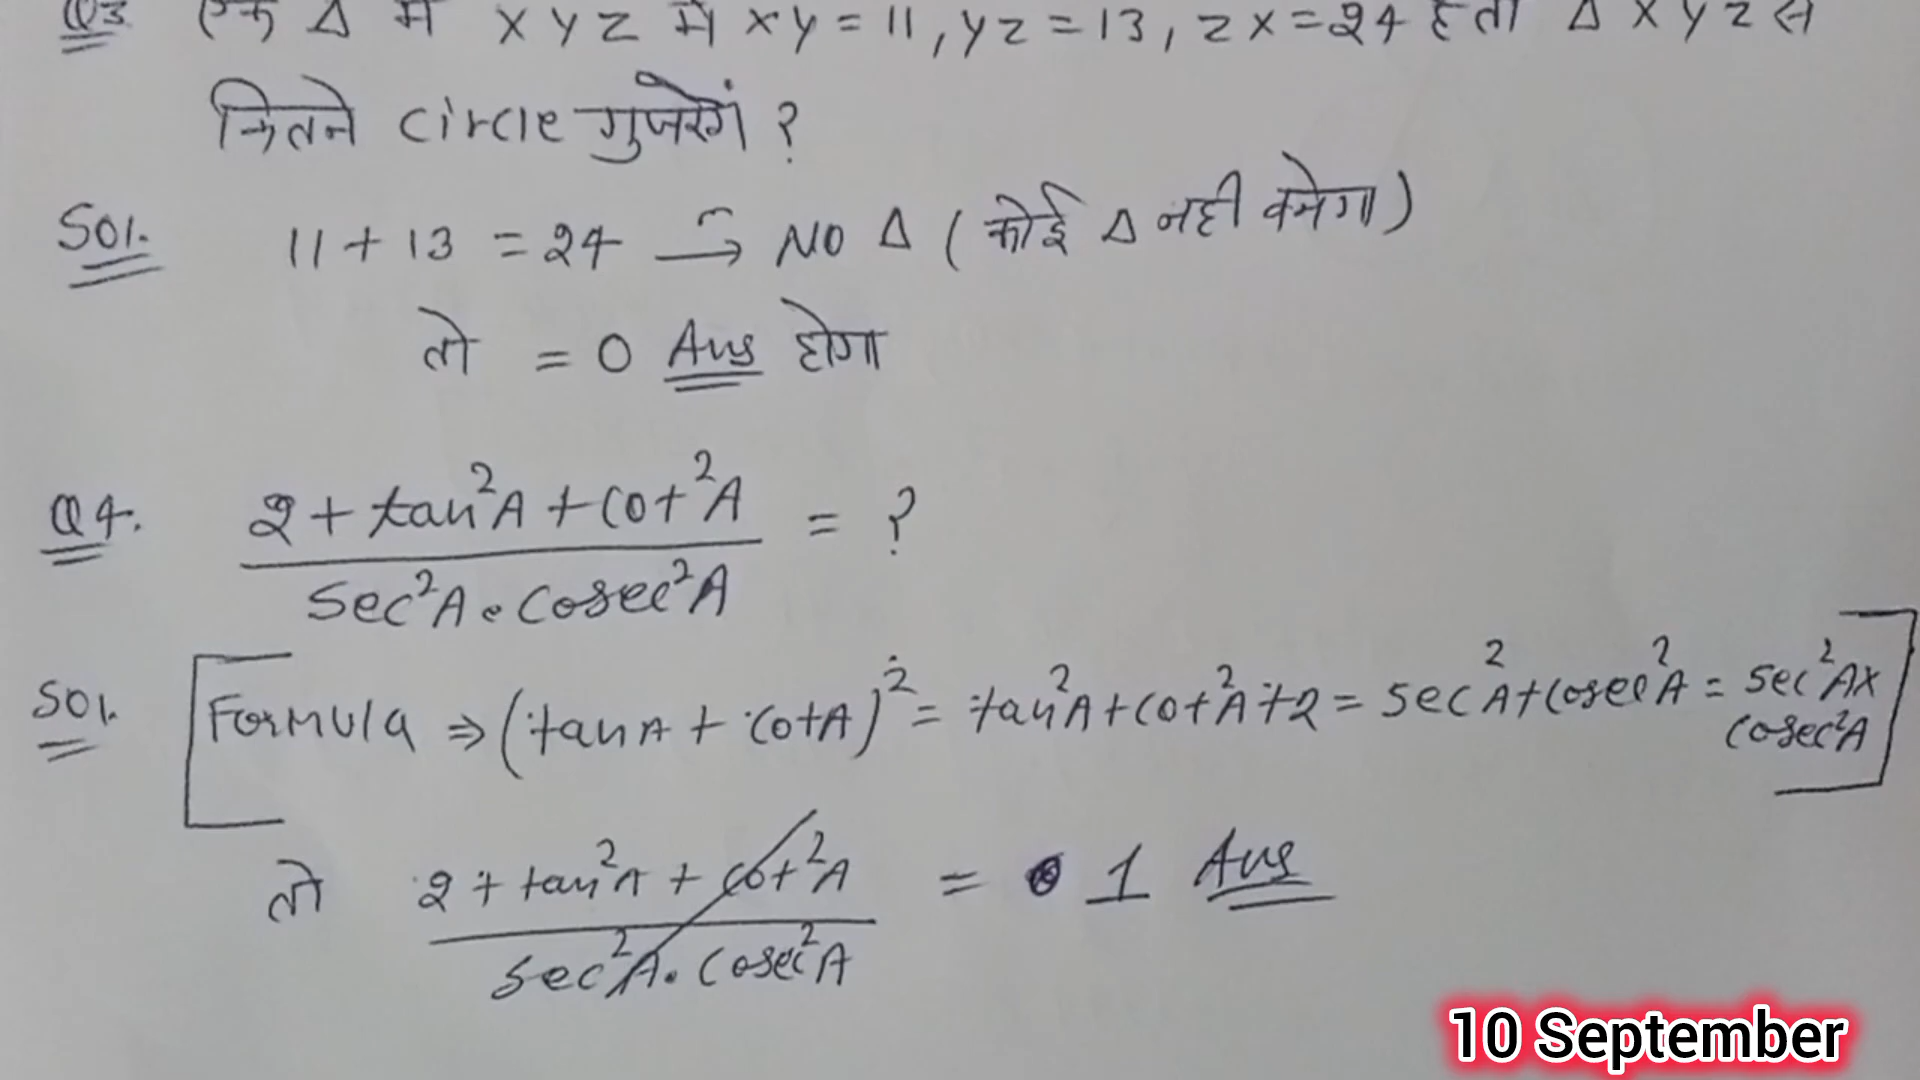 Q3 एक Δ में XYZ में XY = 11, YZ = 13, ZX = 24 है तो Δ XYZ से
कितने circle गुजरेगें ?
Sol. 11 + 13 = 24 → NO Δ ( कोई Δ नही बनेगा )
तो = 0 Ans होगा
Q4. 2 + tan²A + cot²A = ?
sec²A . cosec²A
Sol. [ Formula ⇒ (tanA + cotA)² = tan²A + cot²A + 2 = sec²A + cosec²A = sec²A x
cosec²A ]
तो 2 + tan²A + cot²A = 1 Ans
sec²A . cosec²A
10 September